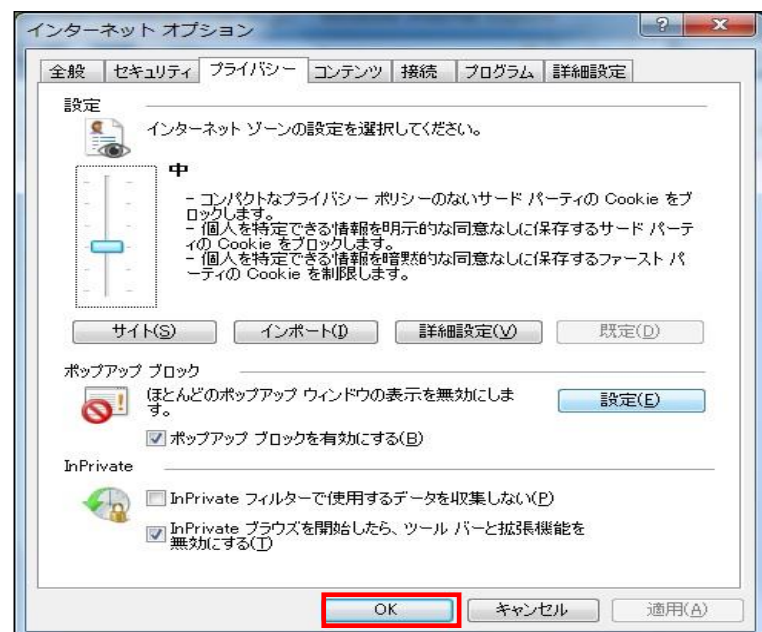 インターネット オプション
全般 セキュリティ プライバシー コンテンツ 接続 プログラム 詳細設定
設定
インターネット ゾーンの設定を選択してください。
中
- コンパクトなプライバシー ポリシーのないサード パーティの Cookie をブ
ロックします。
- 個人を特定できる情報を明示的な同意なしに保存するサード パーテ
ィの Cookie をブロックします。
- 個人を特定できる情報を暗黙的な同意なしに保存するファースト パ
ーティの Cookie を制限します。
サイト(S) インポート(I) 詳細設定(V) 既定(D)
ポップアップ ブロック
ほとんどのポップアップ ウィンドウの表示を無効にしま
す。
設定(E)
ポップアップ ブロックを有効にする(B)
InPrivate
InPrivate フィルターで使用するデータを収集しない(P)
InPrivate ブラウズを開始したら、ツール バーと拡張機能を
無効にする(T)
OK キャンセル 適用(A)